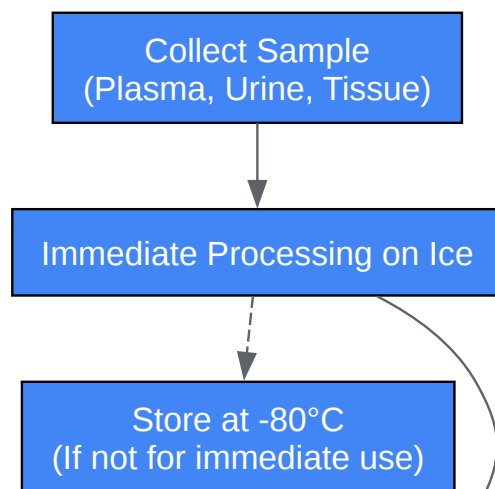 Collect Sample
(Plasma, Urine, Tissue)
Immediate Processing on Ice
Store at -80°C
(If not for immediate use)